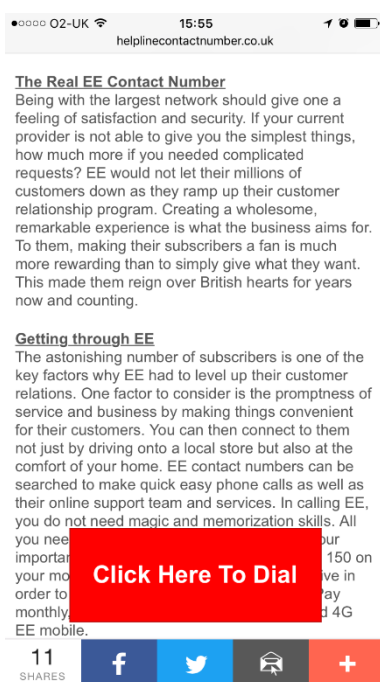 O2-UK 15:55
helplinecontactnumber.co.uk
The Real EE Contact Number
Being with the largest network should give one a
feeling of satisfaction and security. If your current
provider is not able to give you the simplest things,
how much more if you needed complicated
requests? EE would not let their millions of
customers down as they ramp up their customer
relationship program. Creating a wholesome,
remarkable experience is what the business aims for.
To them, making their subscribers a fan is much
more rewarding than to simply give what they want.
This made them reign over British hearts for years
now and counting.
Getting through EE
The astonishing number of subscribers is one of the
key factors why EE had to level up their customer
relations. One factor to consider is the promptness of
service and business by making things convenient
for their customers. You can then connect to them
not just by driving onto a local store but also at the
comfort of your home. EE contact numbers can be
searched to make quick easy phone calls as well as
their online support team and services. In calling EE,
you do not need magic and memorization skills. All
you
150 on
your
in
order to
monthly, 4G
EE mobile.
Click Here To Dial
11
SHARES